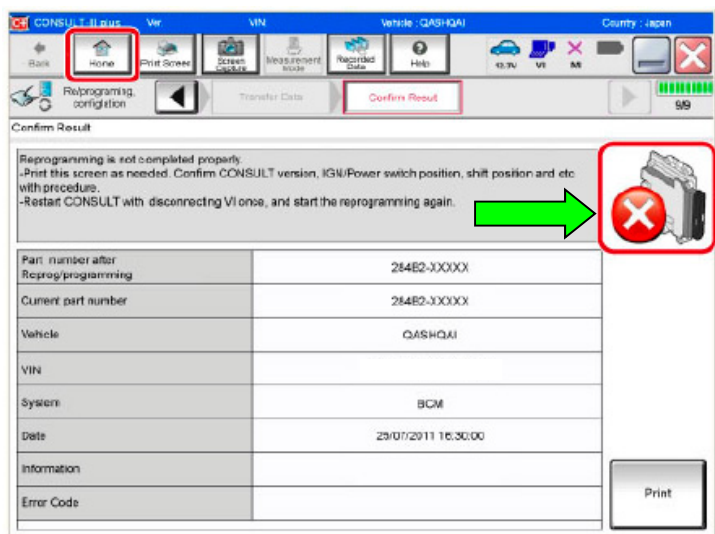 CONSULT-III plus Ver. VIN: Vehicle : QASHQAI Country : Japan
Back Home Print Screen Screen Capture Measurement Mode Recorded Data Help 12.7V VI MI
Re/programing, configlation Transfer Data Confirm Result 9/9
Confirm Result
Reprogramming is not completed properly.
-Print this screen as needed. Confirm CONSULT version, IGN/Power switch position, shift position and etc
with precedure.
-Restart CONSULT with disconnecting VI once, and start the reprogramming again.
Part number after
Reprog/programming
284B2-XXXXX
Current part number
284B2-XXXXX
Vehicle
QASHQAI
VIN
System
BCM
Date
25/07/2011 16:30:00
Information
Error Code
Print